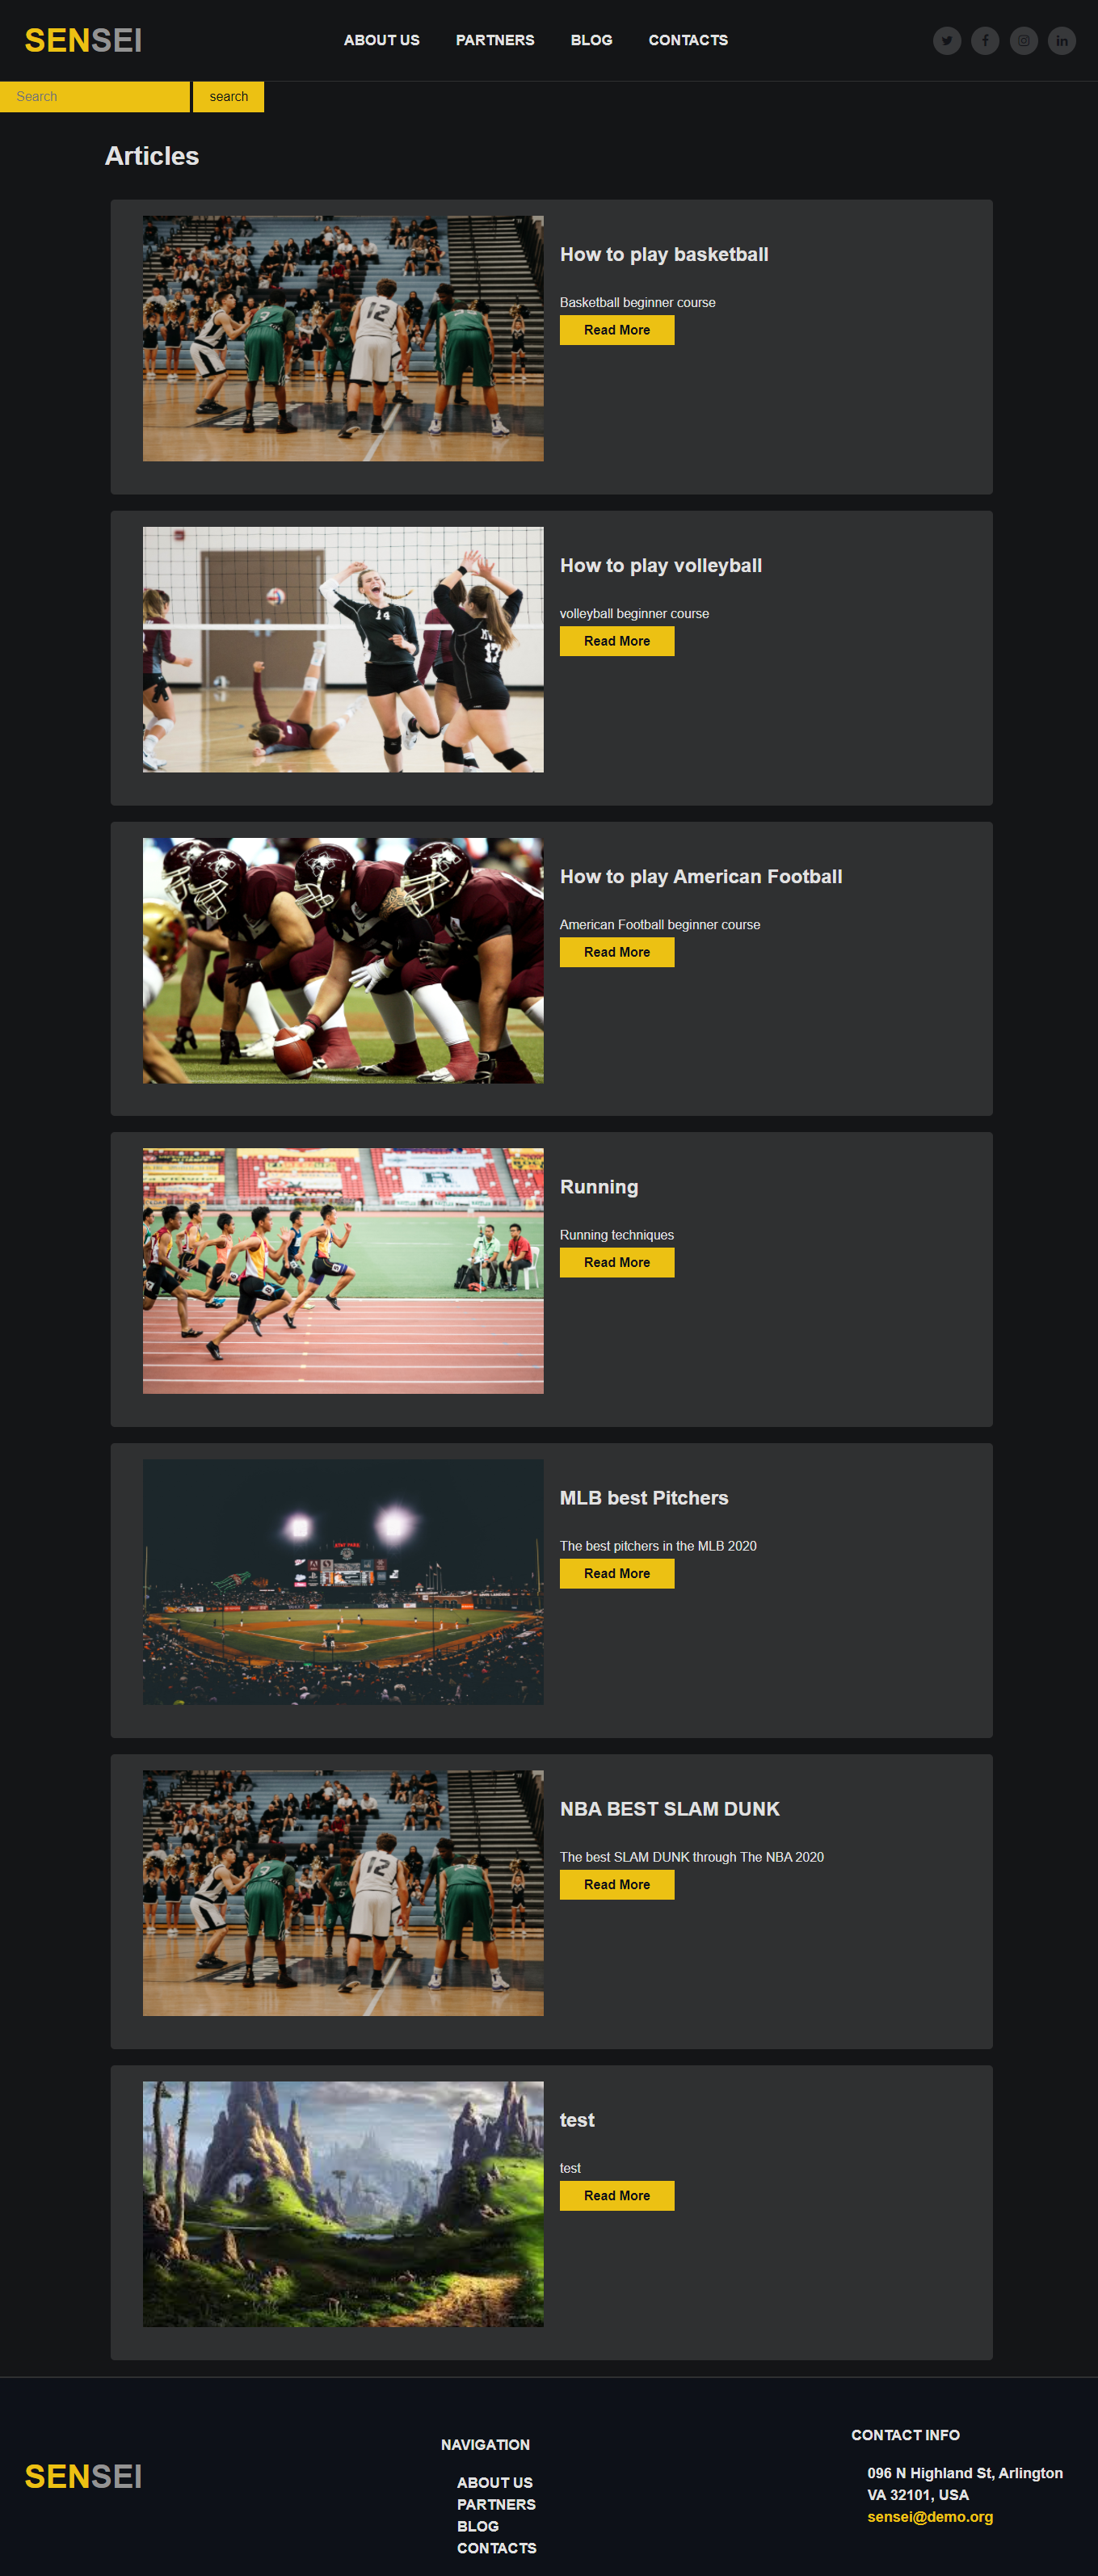 SENSEI
ABOUT US PARTNERS BLOG CONTACTS
Search search
Articles
How to play basketball
Basketball beginner course
Read More
12
How to play volleyball
volleyball beginner course
Read More
14
17
How to play American Football
American Football beginner course
Read More
Running
Running techniques
Read More
MLB best Pitchers
The best pitchers in the MLB 2020
Read More
NBA BEST SLAM DUNK
The best SLAM DUNK through The NBA 2020
Read More
12
test
test
Read More
SENSEI
NAVIGATION
ABOUT US
PARTNERS
BLOG
CONTACTS
CONTACT INFO
096 N Highland St, Arlington
VA 32101, USA
sensei@demo.org